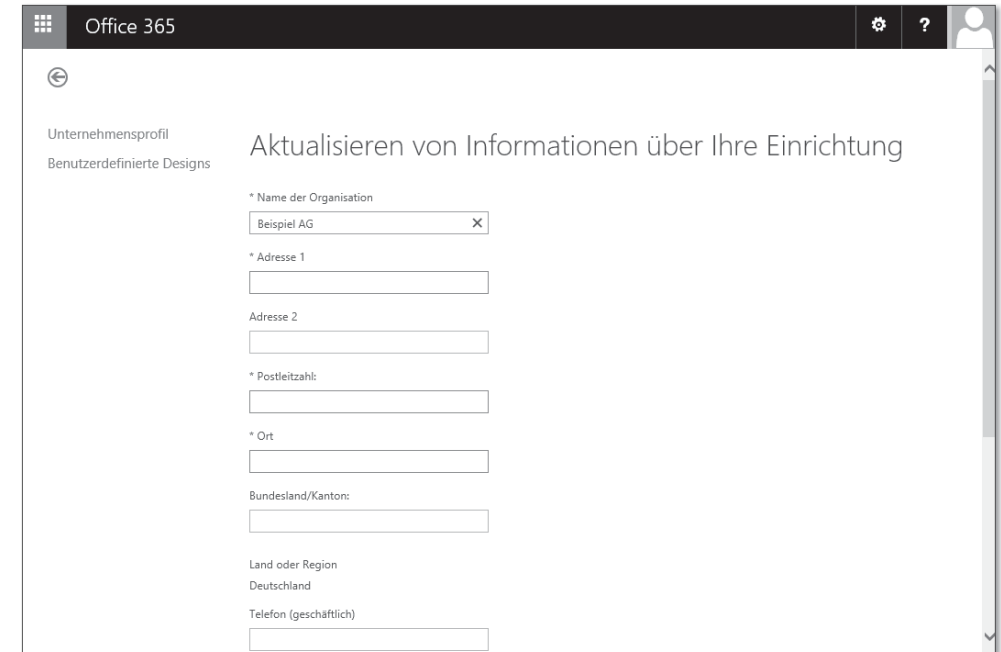 Office 365
?
Unternehmensprofil
Benutzerdefinierte Designs
Aktualisieren von Informationen über Ihre Einrichtung
* Name der Organisation
Beispiel AG
* Adresse 1
Adresse 2
* Postleitzahl:
* Ort
Bundesland/Kanton:
Land oder Region
Deutschland
Telefon (geschäftlich)